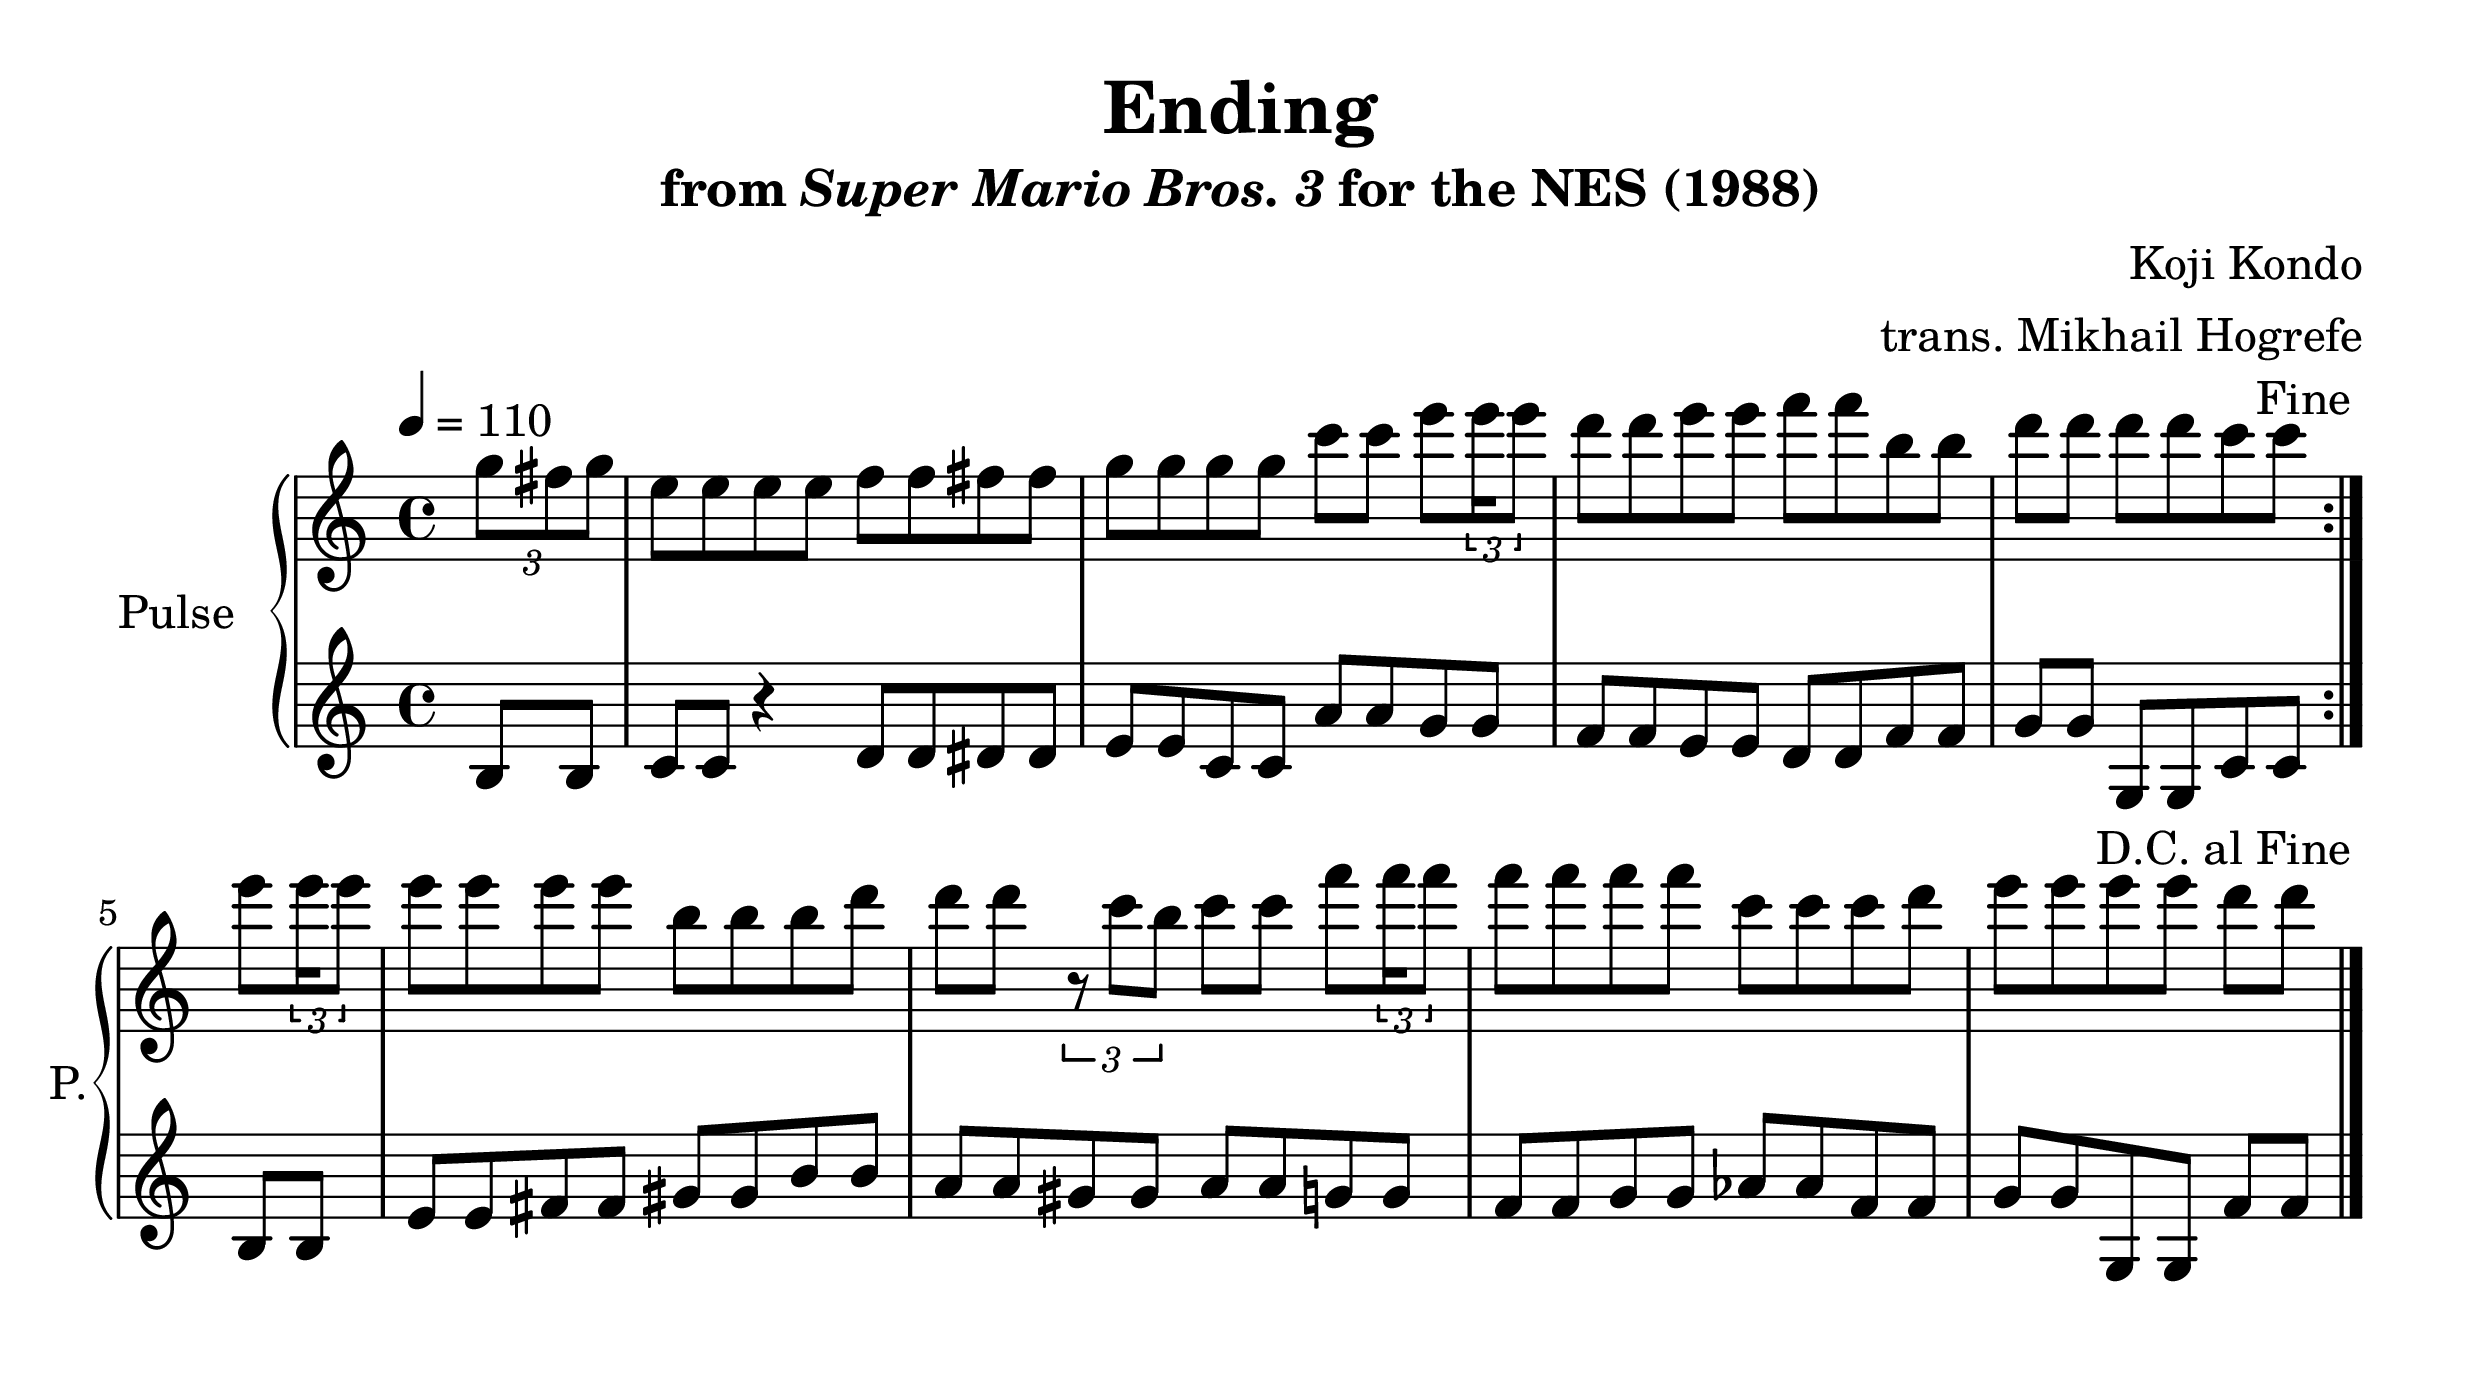 Ending
from Super Mario Bros. 3 for the NES (1988)
Koji Kondo
trans. Mikhail Hogrefe
Fine
= 110
3
3
Pulse
D.C. al Fine
5
3
3
3
P.